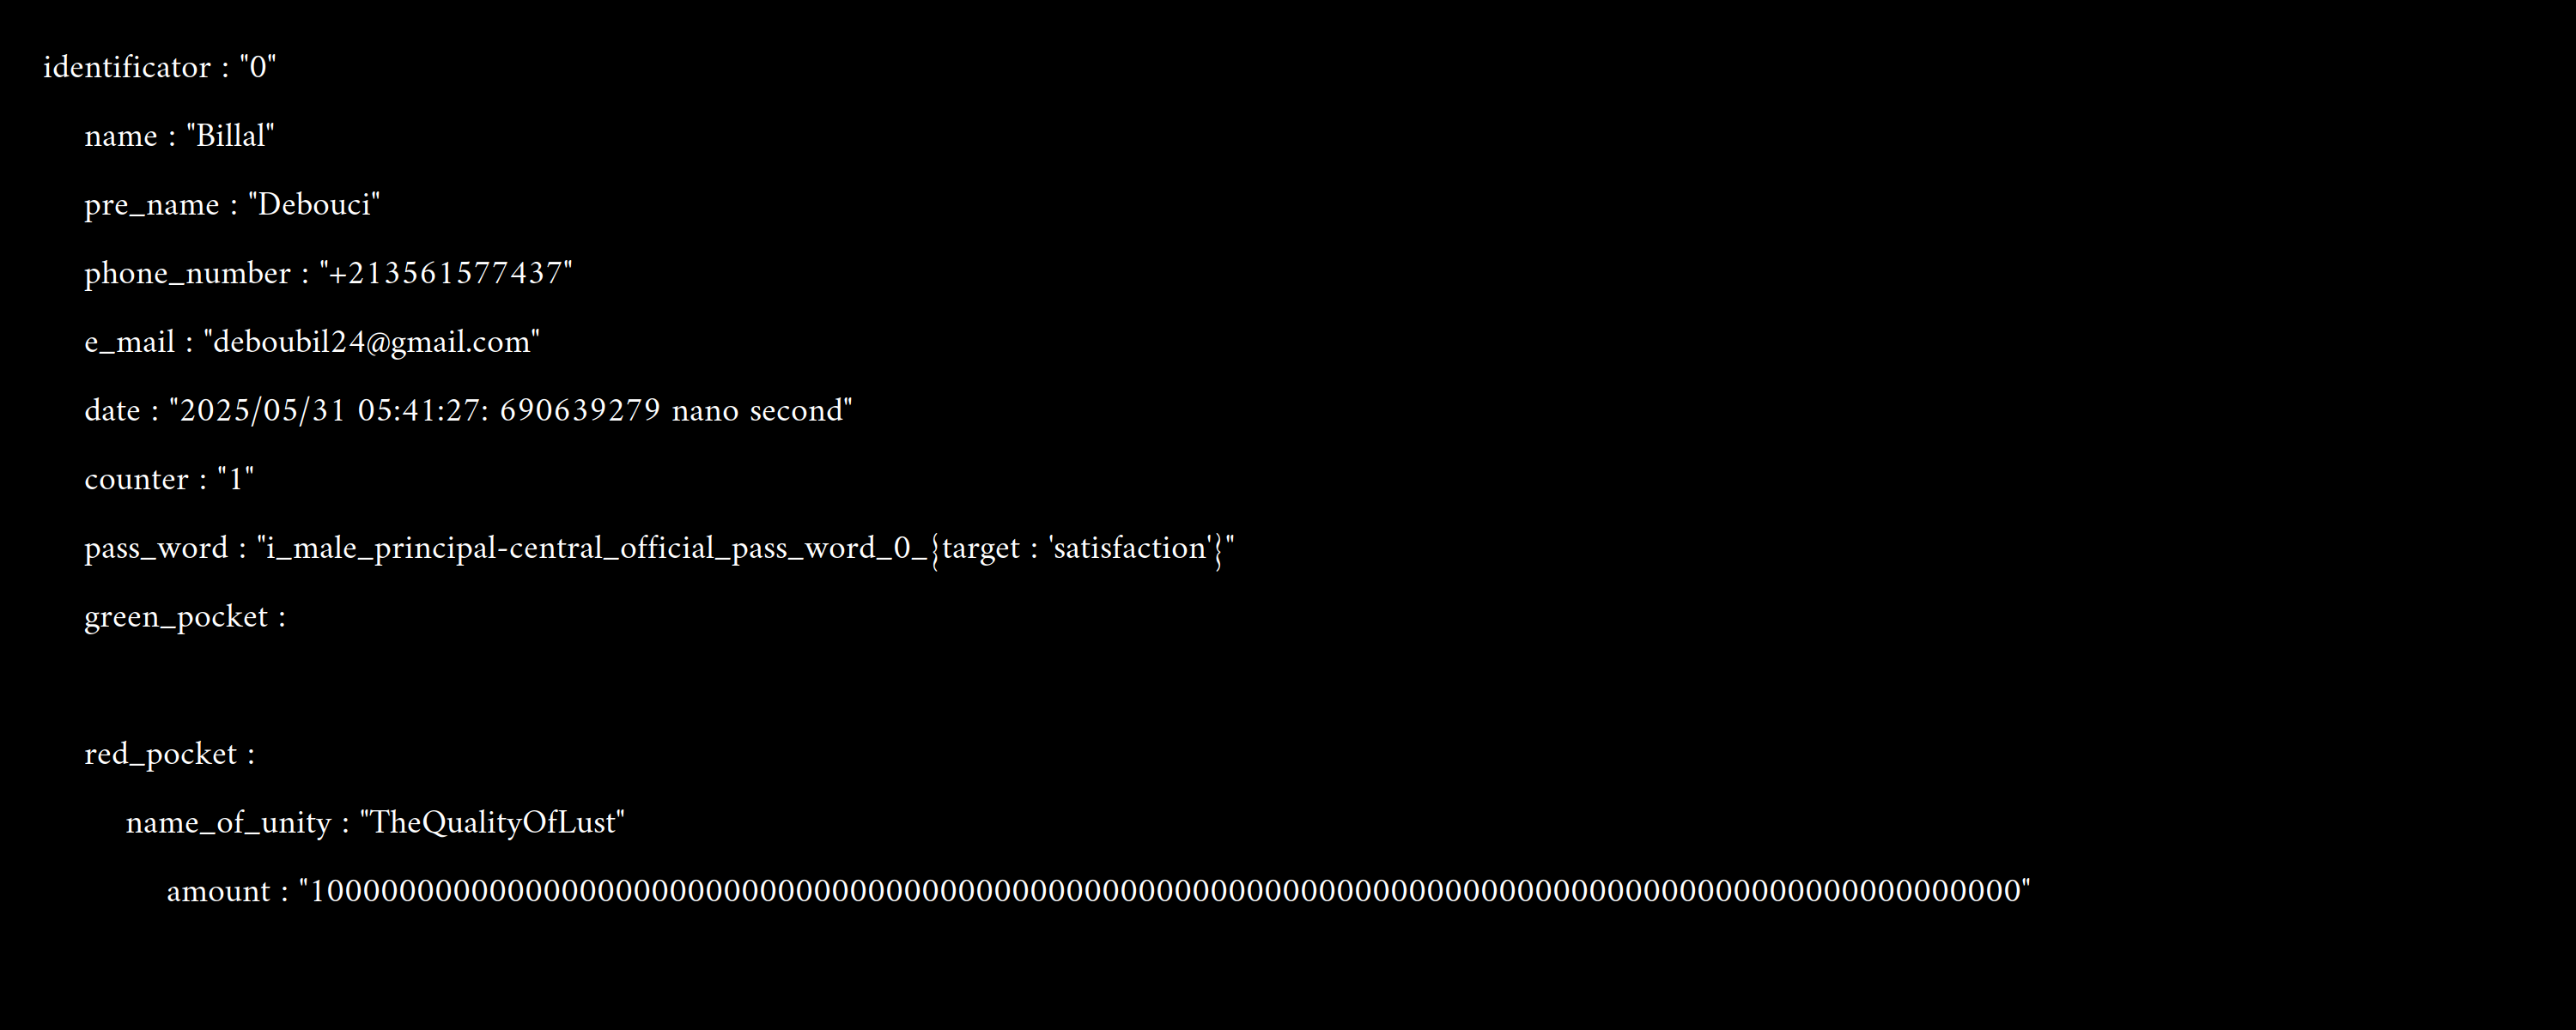 identificator : "0"
name : "Billal"
pre_name : "Debouci"
phone_number : "+213561577437"
e_mail : "deboubil24@gmail.com"
date : "2025/05/31 05:41:27: 690639279 nano second"
counter : "1"
pass_word : "i_male_principal-central_official_pass_word_0_{target : 'satisfaction'}"
green_pocket :
red_pocket :
name_of_unity : "TheQualityOfLust"
amount : "10000000000000000000000000000000000000000000000000000000000000000000000000000000000000000000000"